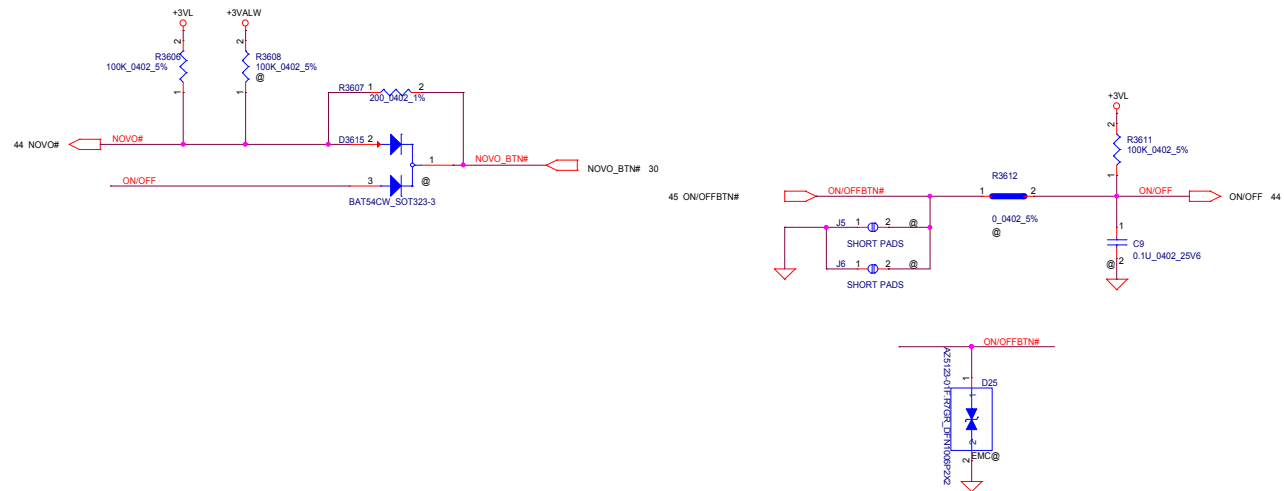 +3VL
+3VALW
2
2
R3606
100K_0402_5%
R3608
100K_0402_5%
@
1
1
R3607
1
2
200_0402_1%
44 NOVO#
NOVO#
D3615
2
1
NOVO_BTN#
NOVO_BTN# 30
ON/OFF
3
@
BAT54CW_SOT323-3
+3VL
2
R3611
100K_0402_5%
1
R3612
45 ON/OFFBTN#
ON/OFFBTN#
1
2
ON/OFF
ON/OFF 44
0_0402_5%
@
J5
1
2
@
SHORT PADS
J6
1
2
@
SHORT PADS
1
C9
0.1U_0402_25V6
@
2
ON/OFFBTN#
AZ5123-01F.R7GR_DFN1006P2X2
1
D25
1
2
EMC@
2